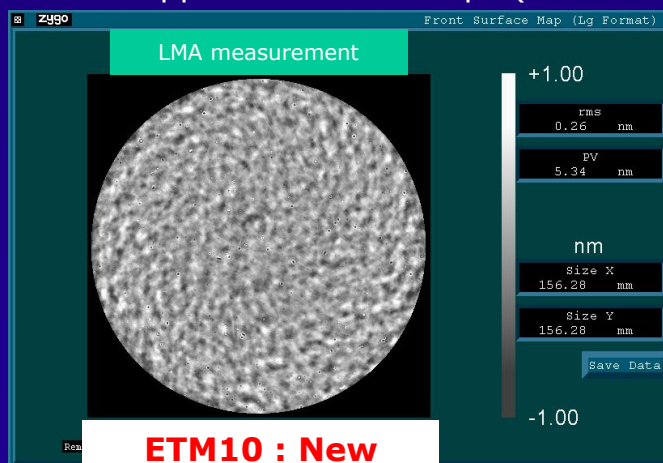 zygo
Front Surface Map (Lg Format)
LMA measurement
+1.00
rms
0.26 nm
PV
5.34 nm
nm
Size X
156.28 mm
Size Y
156.28 mm
Save Data
-1.00
ETM10 : New